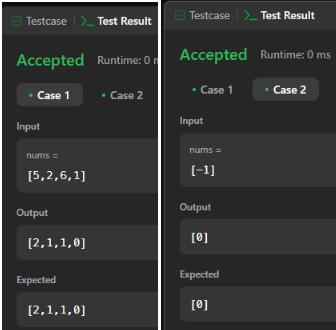 Testcase | >_ Test Result
Accepted Runtime: 0 m
• Case 1 • Case 2
Input
nums =
[5,2,6,1]
Output
[2,1,1,0]
Expected
[2,1,1,0]
Testcase | >_ Test Result
Accepted Runtime: 0 ms
• Case 1 • Case 2
Input
nums =
[-1]
Output
[0]
Expected
[0]